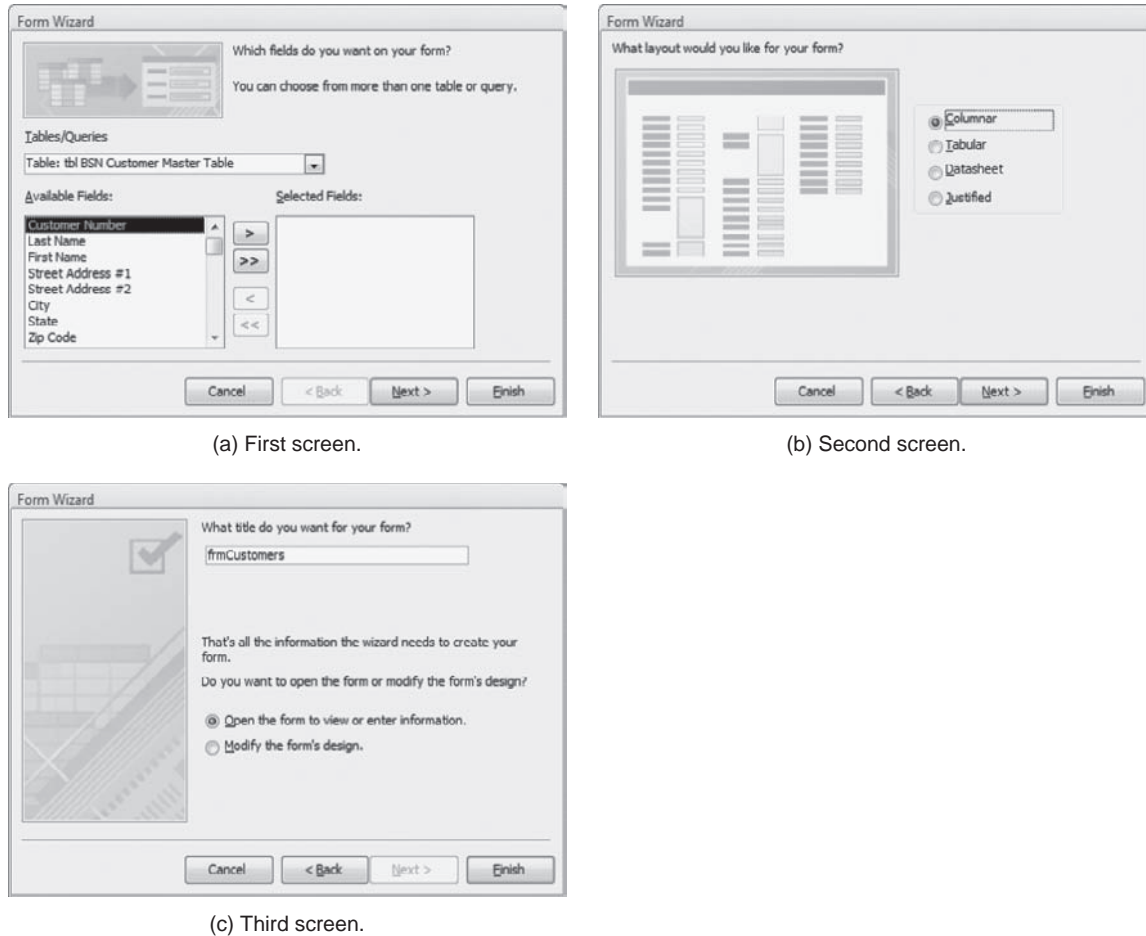 Form Wizard
Which fields do you want on your form?
You can choose from more than one table or query.
Tables/Queries
Table: tbl BSN Customer Master Table
Available Fields:
Selected Fields:
Customer Number
Last Name
First Name
Street Address #1
Street Address #2
City
State
Zip Code
>
>>
<
<<
Cancel
< Back
Next >
Finish
(a) First screen.
Form Wizard
What layout would you like for your form?
Columnar
Tabular
Datasheet
Justified
Cancel
< Back
Next >
Finish
(b) Second screen.
Form Wizard
What title do you want for your form?
frmCustomers
That's all the information the wizard needs to create your
form.
Do you want to open the form or modify the form's design?
Open the form to view or enter information.
Modify the form's design.
Cancel
< Back
Next >
Finish
(c) Third screen.